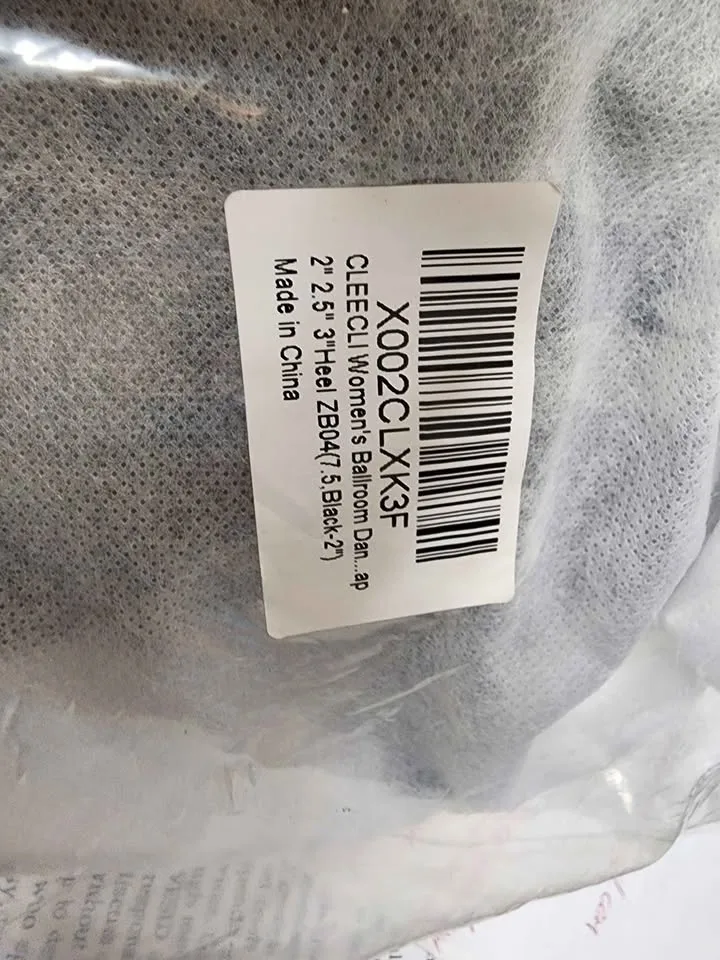 X002CLXK3F
CLEECLI Women's Ballroom Dan...ap
2" 2.5" 3"Heel ZB04(7.5,Black-2")
Made in China